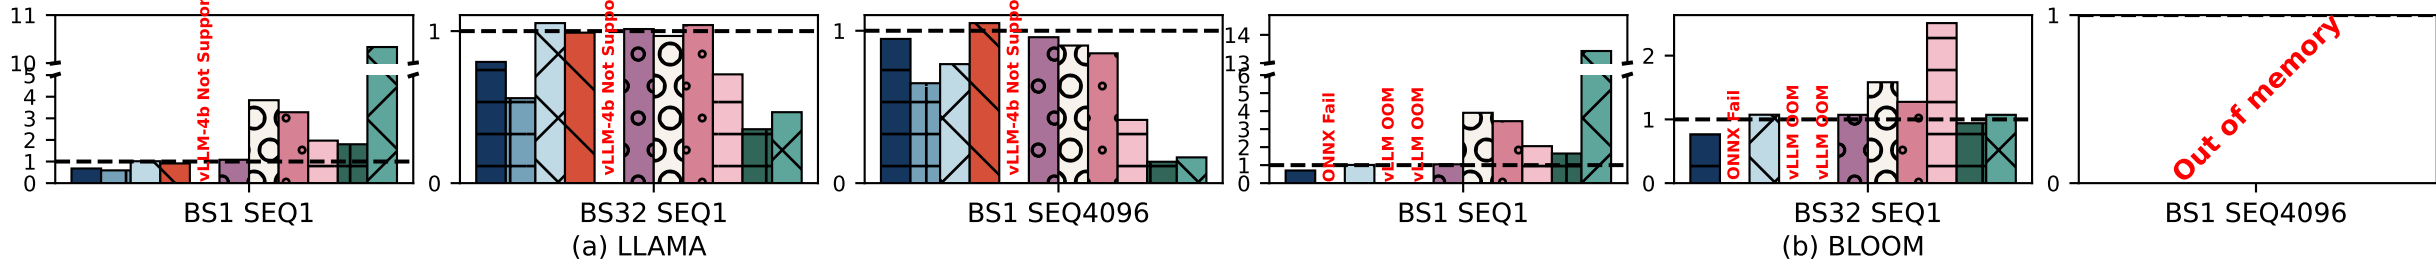 11
10
5
4
3
2
1
0
vLLM-4b Not Suppor
BS1 SEQ1
1
0
vLLM-4b Not Suppo
BS32 SEQ1
1
0
vLLM-4b Not Suppo
BS1 SEQ4096
(a) LLAMA
14
13
6
5
4
3
2
1
0
ONNX Fail
vLLM OOM
vLLM OOM
BS1 SEQ1
2
1
0
ONNX Fail
vLLM OOM
vLLM OOM
BS32 SEQ1
1
0
Out of memory
BS1 SEQ4096
(b) BLOOM